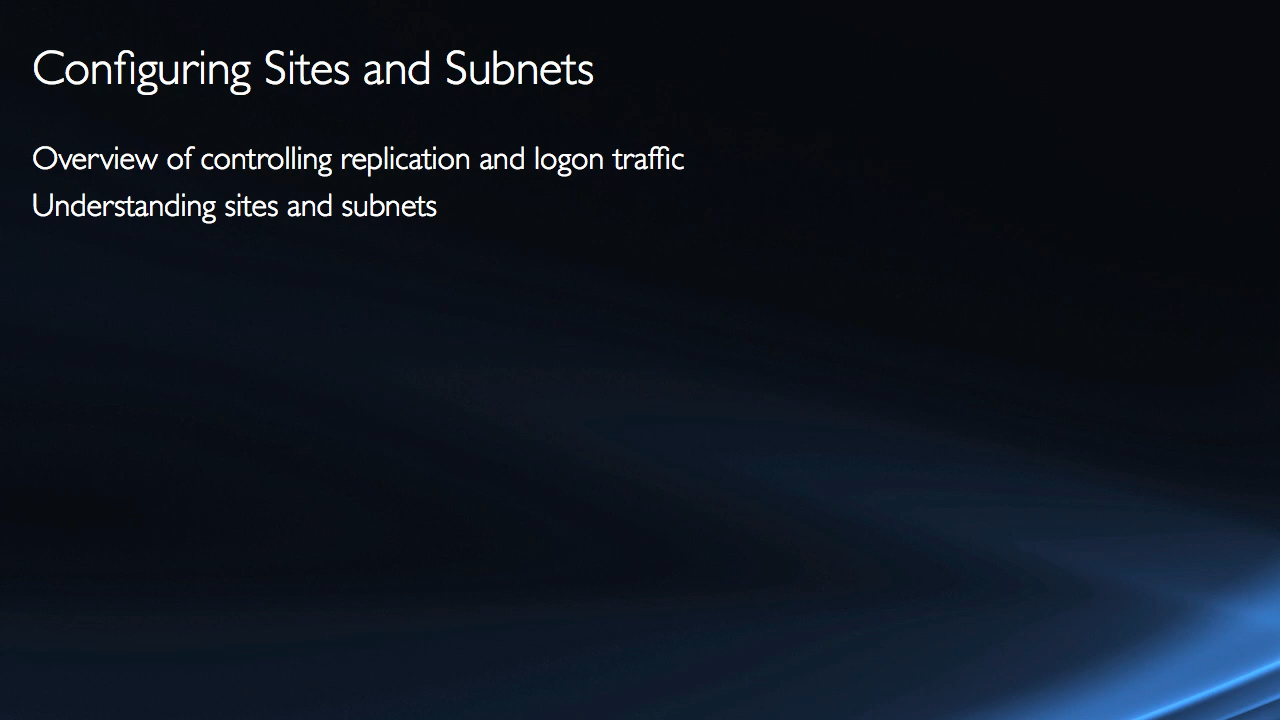 Configuring Sites and Subnets
Overview of controlling replication and logon traffic
Understanding sites and subnets